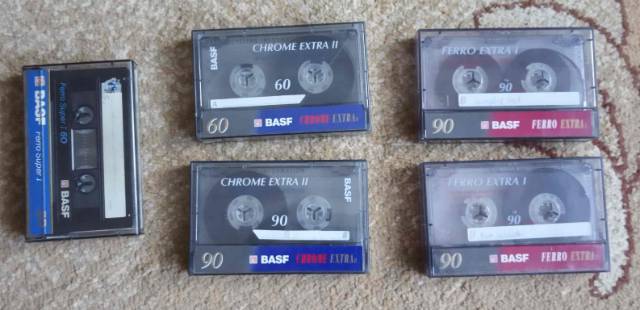 BASF
Ferro Super I
Ferro Super I 60
BASF
BASF
CHROME EXTRA II
60
A
60 BASF CHROME EXTRA II
CHROME EXTRA II
BASF
90
B
90 BASF CHROME EXTRA II
FERRO EXTRA I
90
B
90 BASF FERRO EXTRA I
FERRO EXTRA I
90
90 BASF FERRO EXTRA I